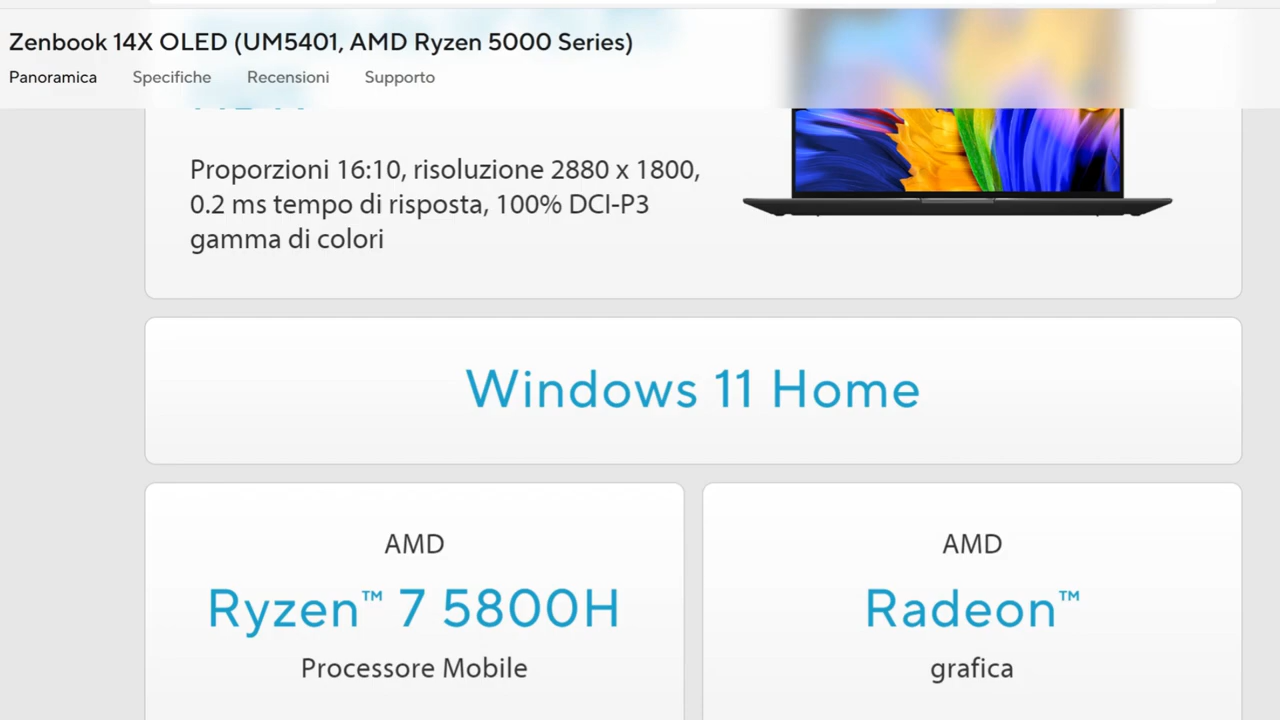 Zenbook 14X OLED (UM5401, AMD Ryzen 5000 Series)
Panoramica Specifiche Recensioni Supporto
Proporzioni 16:10, risoluzione 2880 x 1800,
0.2 ms tempo di risposta, 100% DCI-P3
gamma di colori
Windows 11 Home
AMD
Ryzen™ 7 5800H
Processore Mobile
AMD
Radeon™
grafica